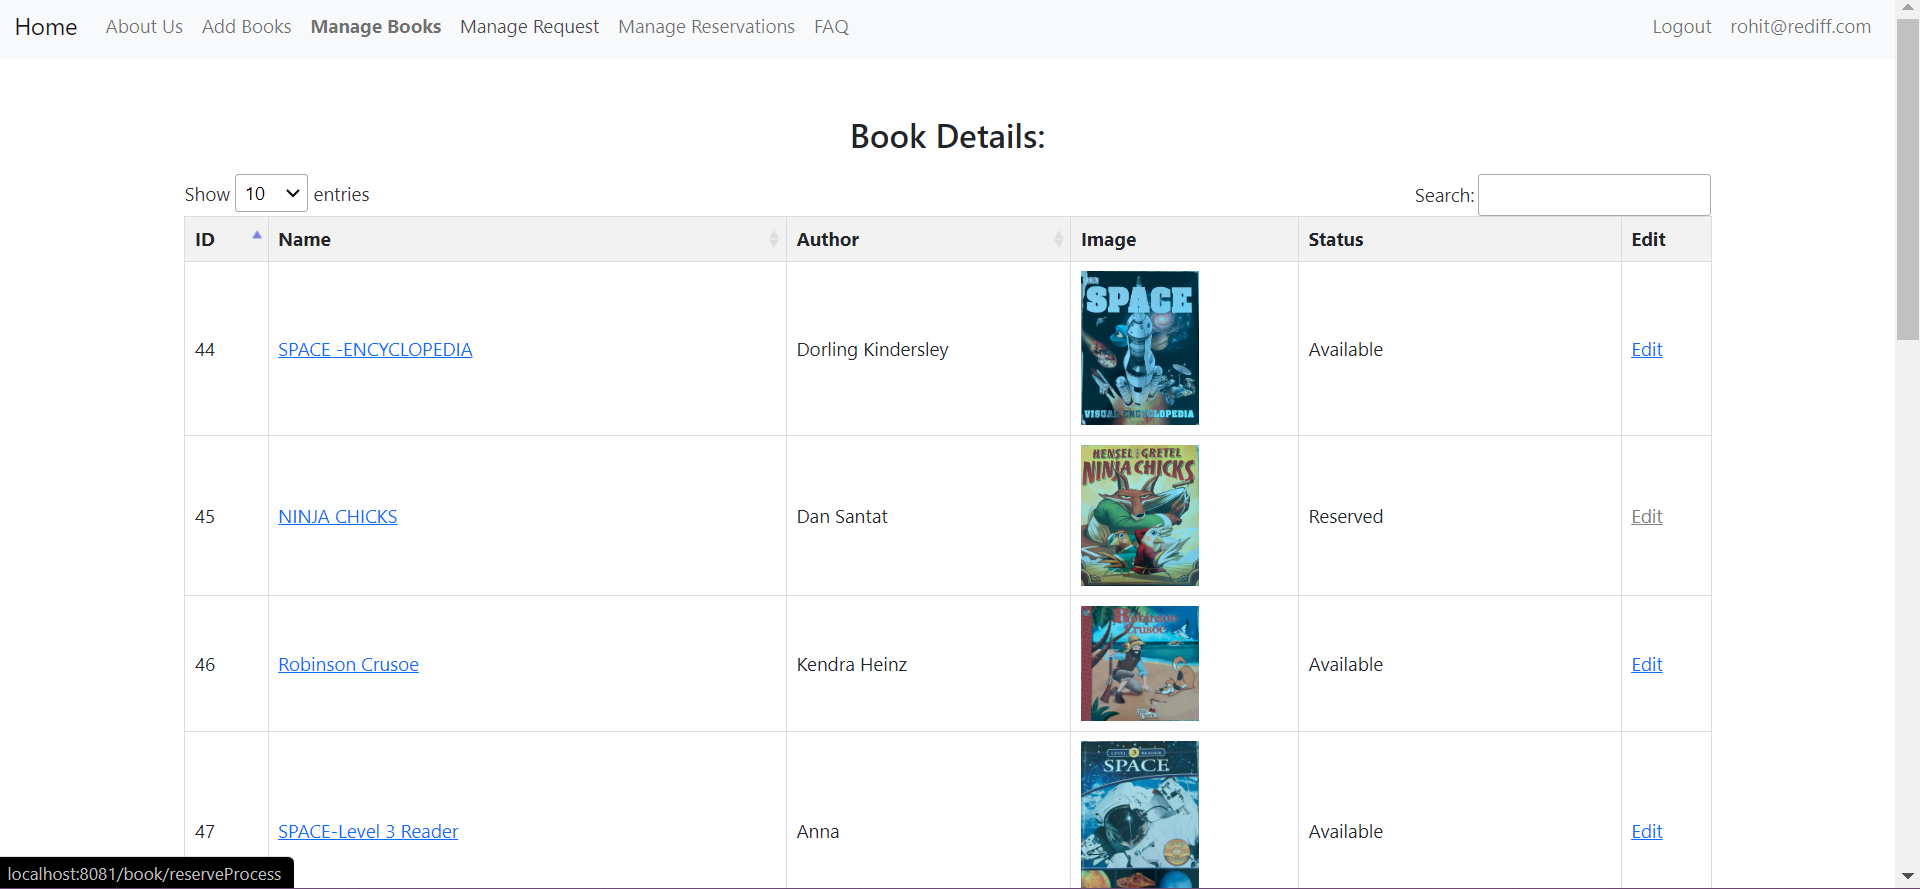 Home About Us Add Books Manage Books Manage Request Manage Reservations FAQ Logout rohit@rediff.com
Book Details:
Show 10 entries Search:
ID Name Author Image Status Edit
SPACE
VISUAL ENCYCLOPEDIA
44 SPACE -ENCYCLOPEDIA Dorling Kindersley Available Edit
HENSEL GRETEL
NINJA CHICKS
45 NINJA CHICKS Dan Santat Reserved Edit
Robinson
Crusoe
46 Robinson Crusoe Kendra Heinz Available Edit
LEVEL 3 READER
SPACE
47 SPACE-Level 3 Reader Anna Available Edit
localhost:8081/book/reserveProcess